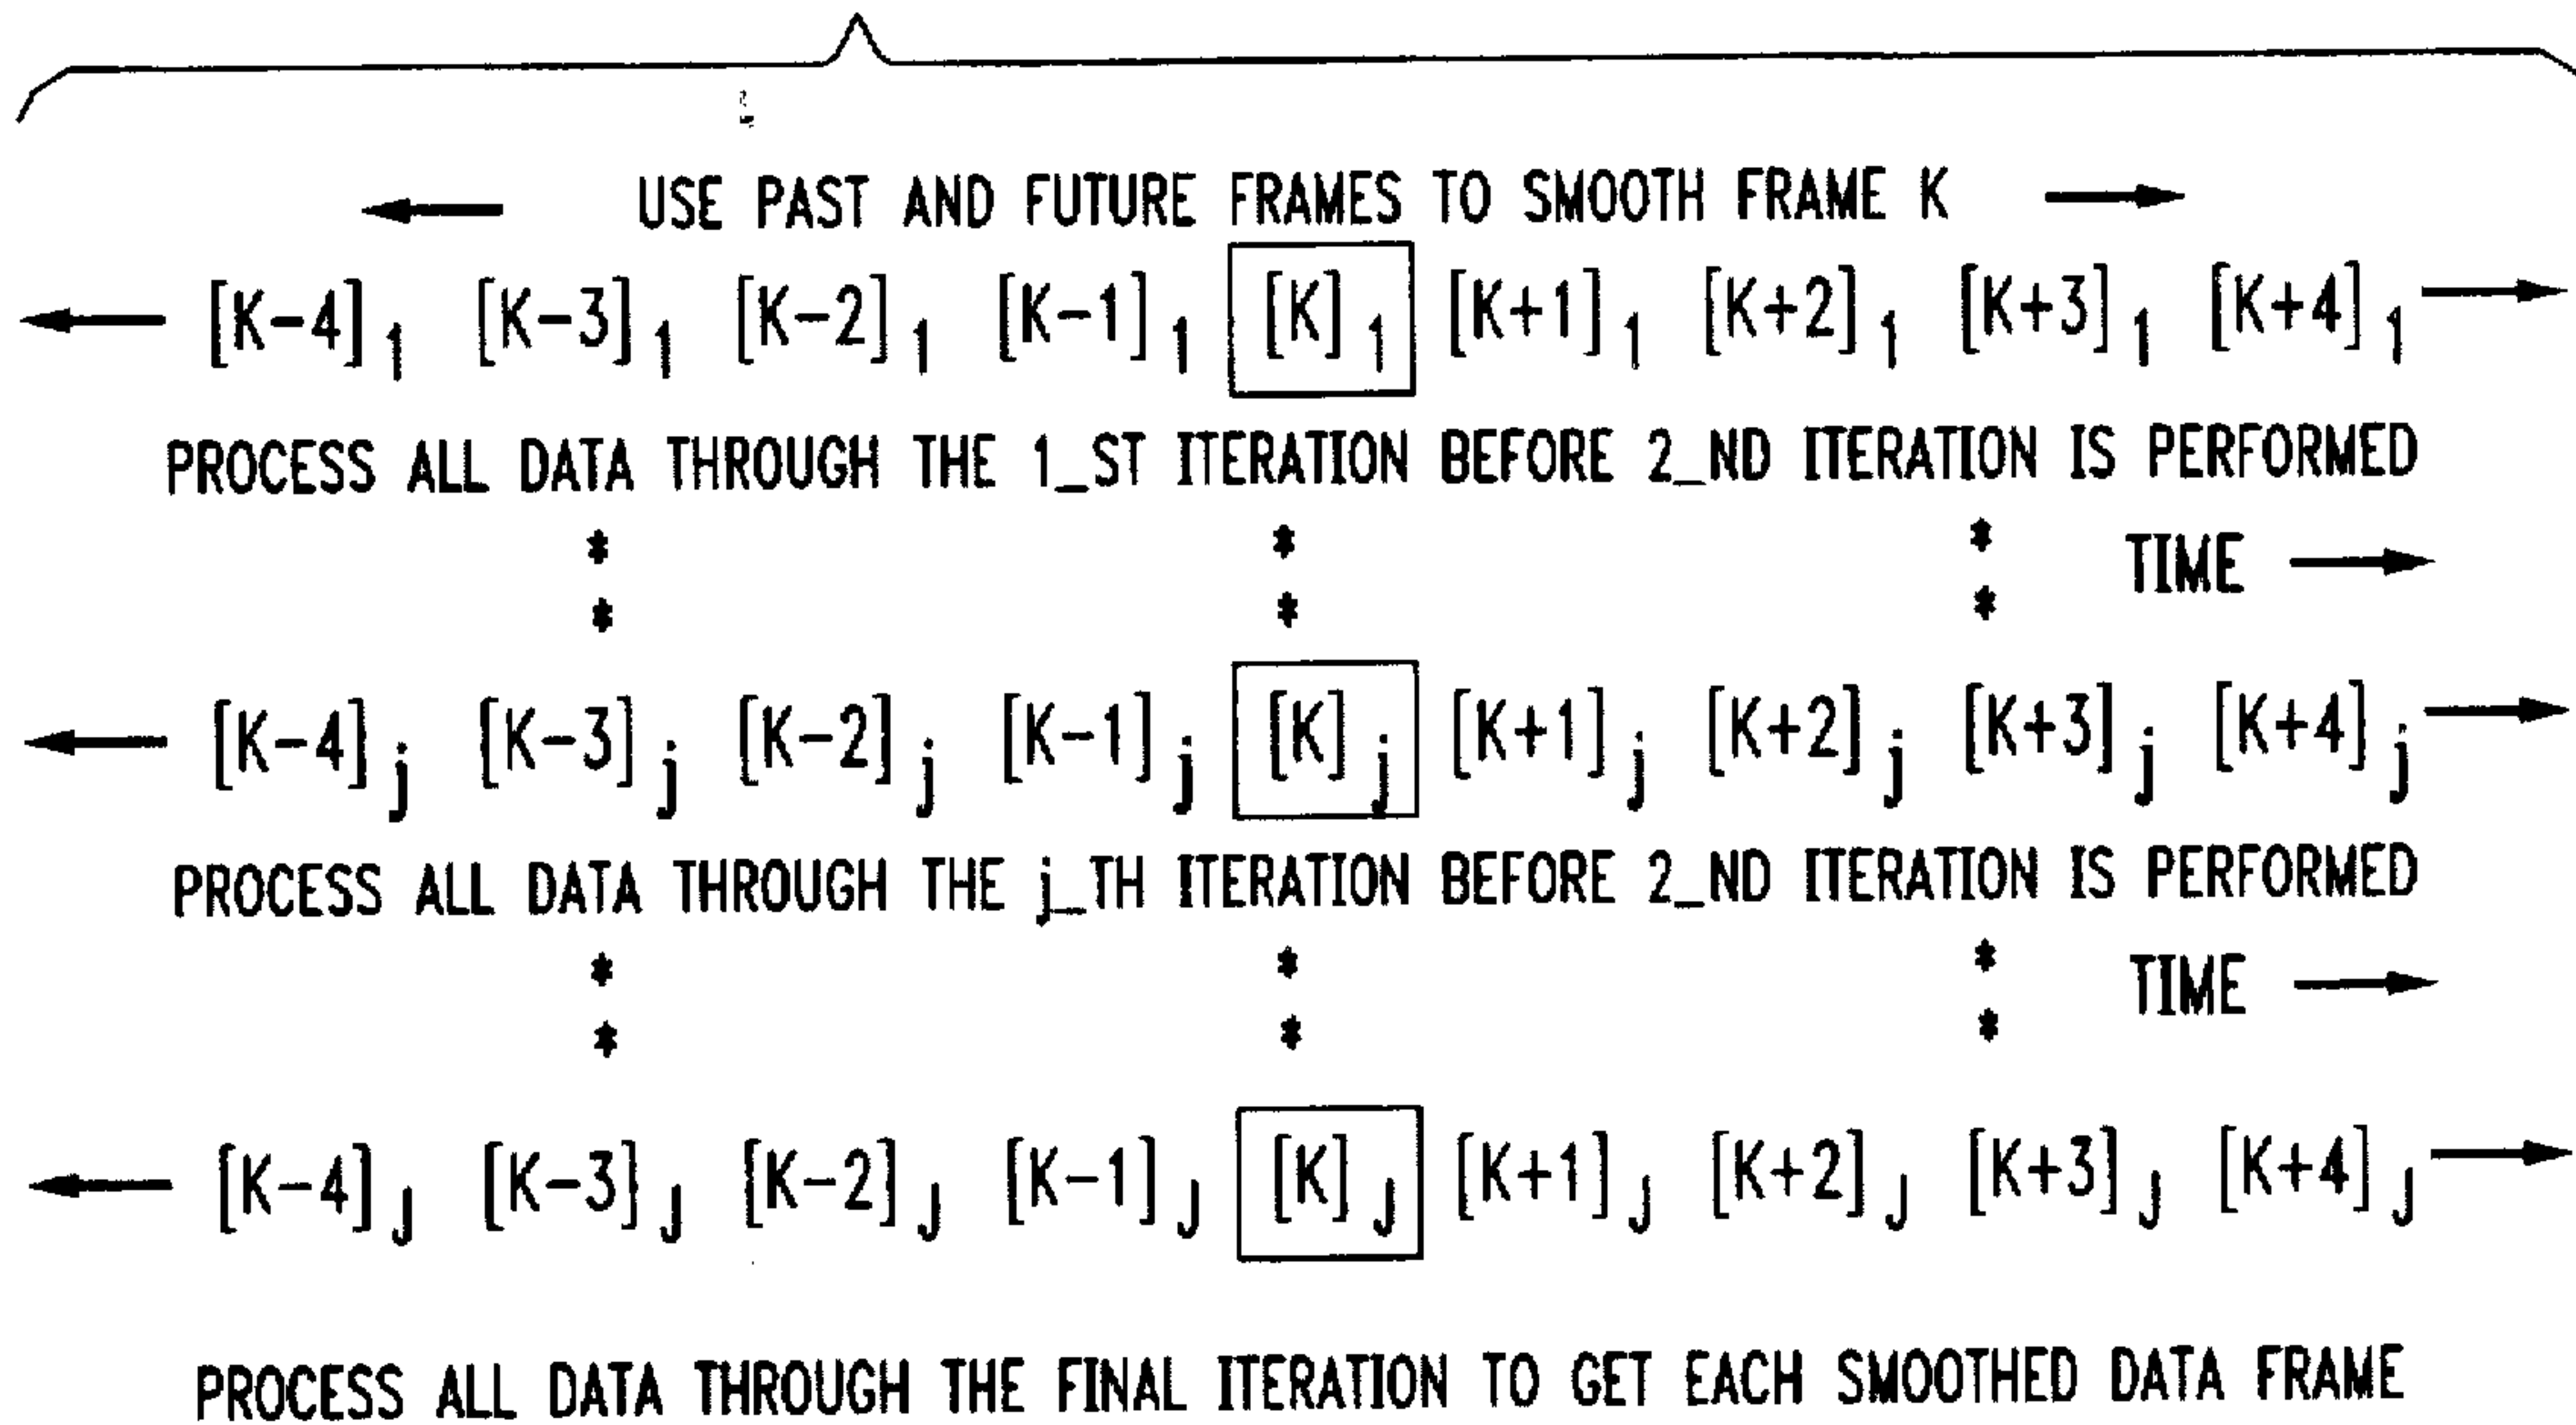 USE PAST AND FUTURE FRAMES TO SMOOTH FRAME K
[K-4]1 [K-3]1 [K-2]1 [K-1]1 [K]1 [K+1]1 [K+2]1 [K+3]1 [K+4]1
PROCESS ALL DATA THROUGH THE 1_ST ITERATION BEFORE 2_ND ITERATION IS PERFORMED
* * * TIME
* * *
[K-4]j [K-3]j [K-2]j [K-1]j [K]j [K+1]j [K+2]j [K+3]j [K+4]j
PROCESS ALL DATA THROUGH THE j_TH ITERATION BEFORE 2_ND ITERATION IS PERFORMED
* * * TIME
* * *
[K-4]J [K-3]J [K-2]J [K-1]J [K]J [K+1]J [K+2]J [K+3]J [K+4]J
PROCESS ALL DATA THROUGH THE FINAL ITERATION TO GET EACH SMOOTHED DATA FRAME